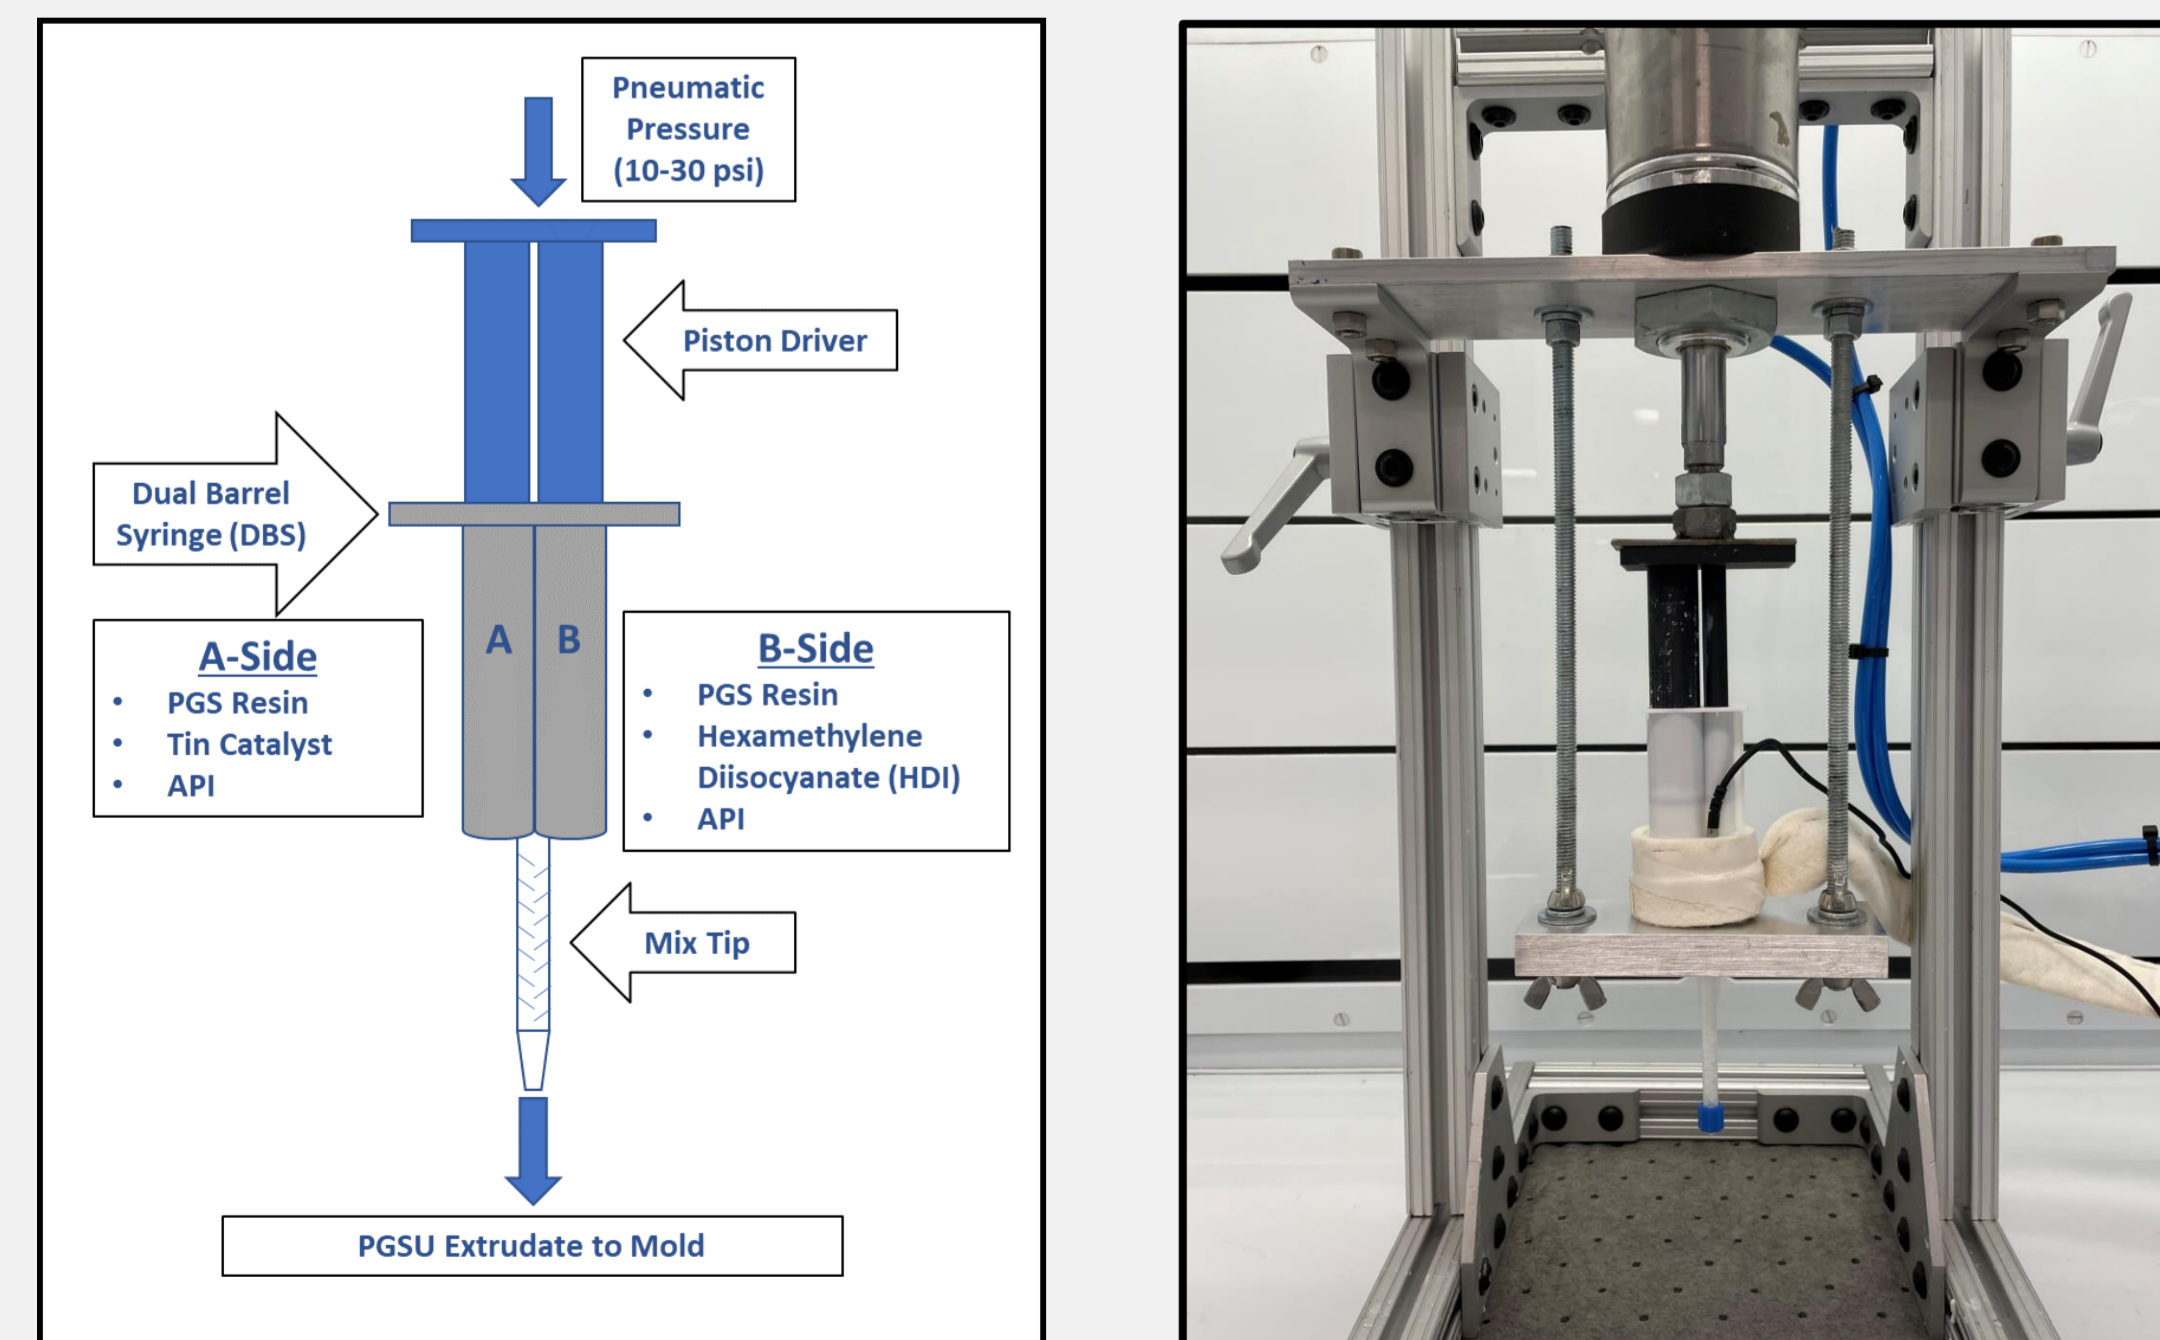 Pneumatic
Pressure
(10-30 psi)
Piston Driver
Dual Barrel
Syringe (DBS)
A
B
A-Side
• PGS Resin
• Tin Catalyst
• API
B-Side
• PGS Resin
• Hexamethylene
Diisocyanate (HDI)
• API
Mix Tip
PGSU Extrudate to Mold